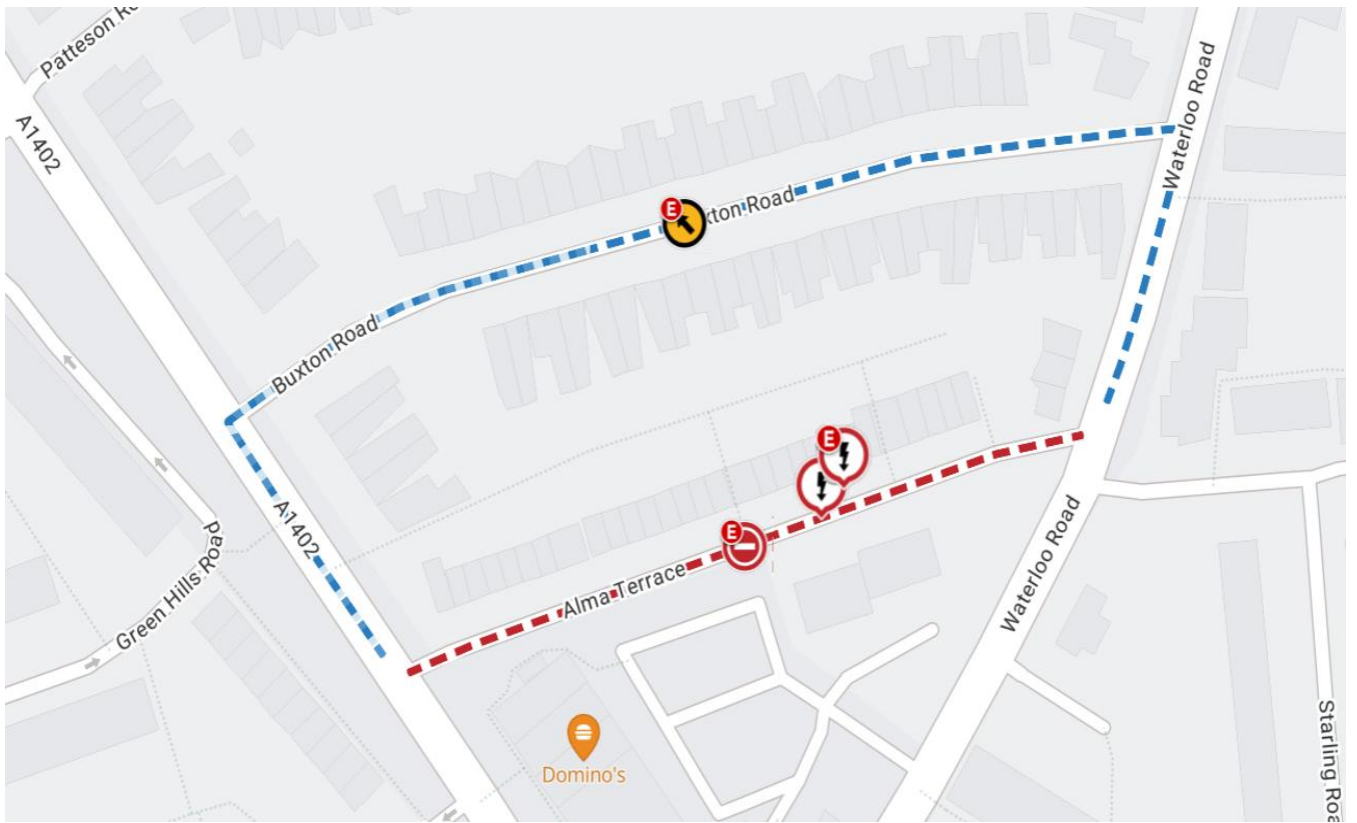 Patteson Ro
A1402
Waterloo Road
E
xton Road
Buxton Road
E
A1402
E
Alma Terrace
Green Hills Roa
Waterloo Road
Domino's
Starling Roa